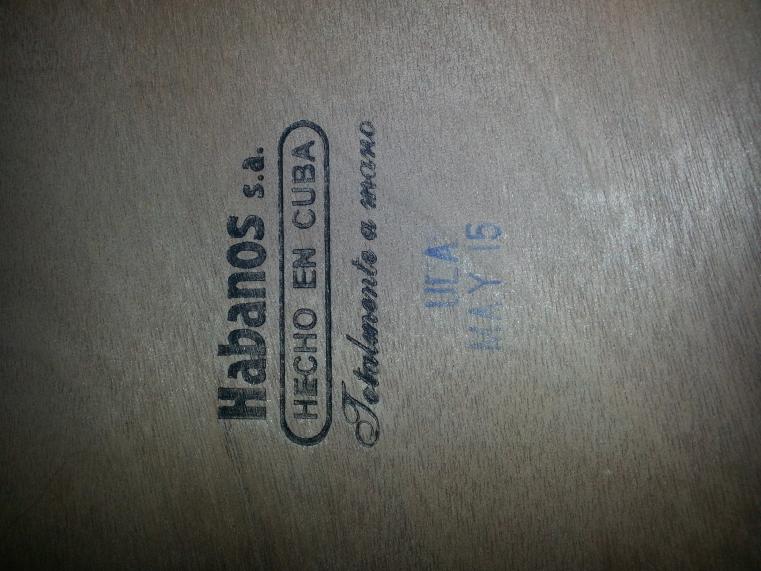 Habanos s.a.
HECHO EN CUBA
Totalmente a mano
ULA
MAY 15